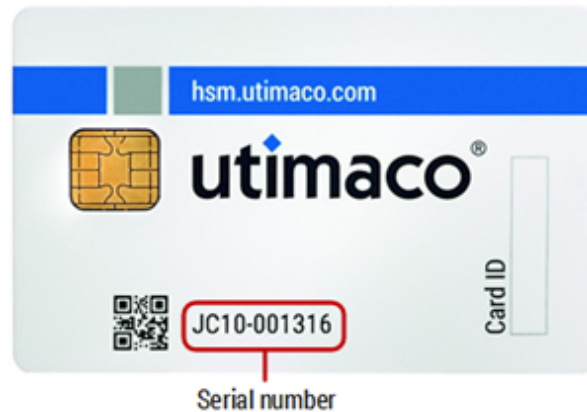 hsm.utimaco.com
utimaco®
Card ID
JC10-001316
Serial number